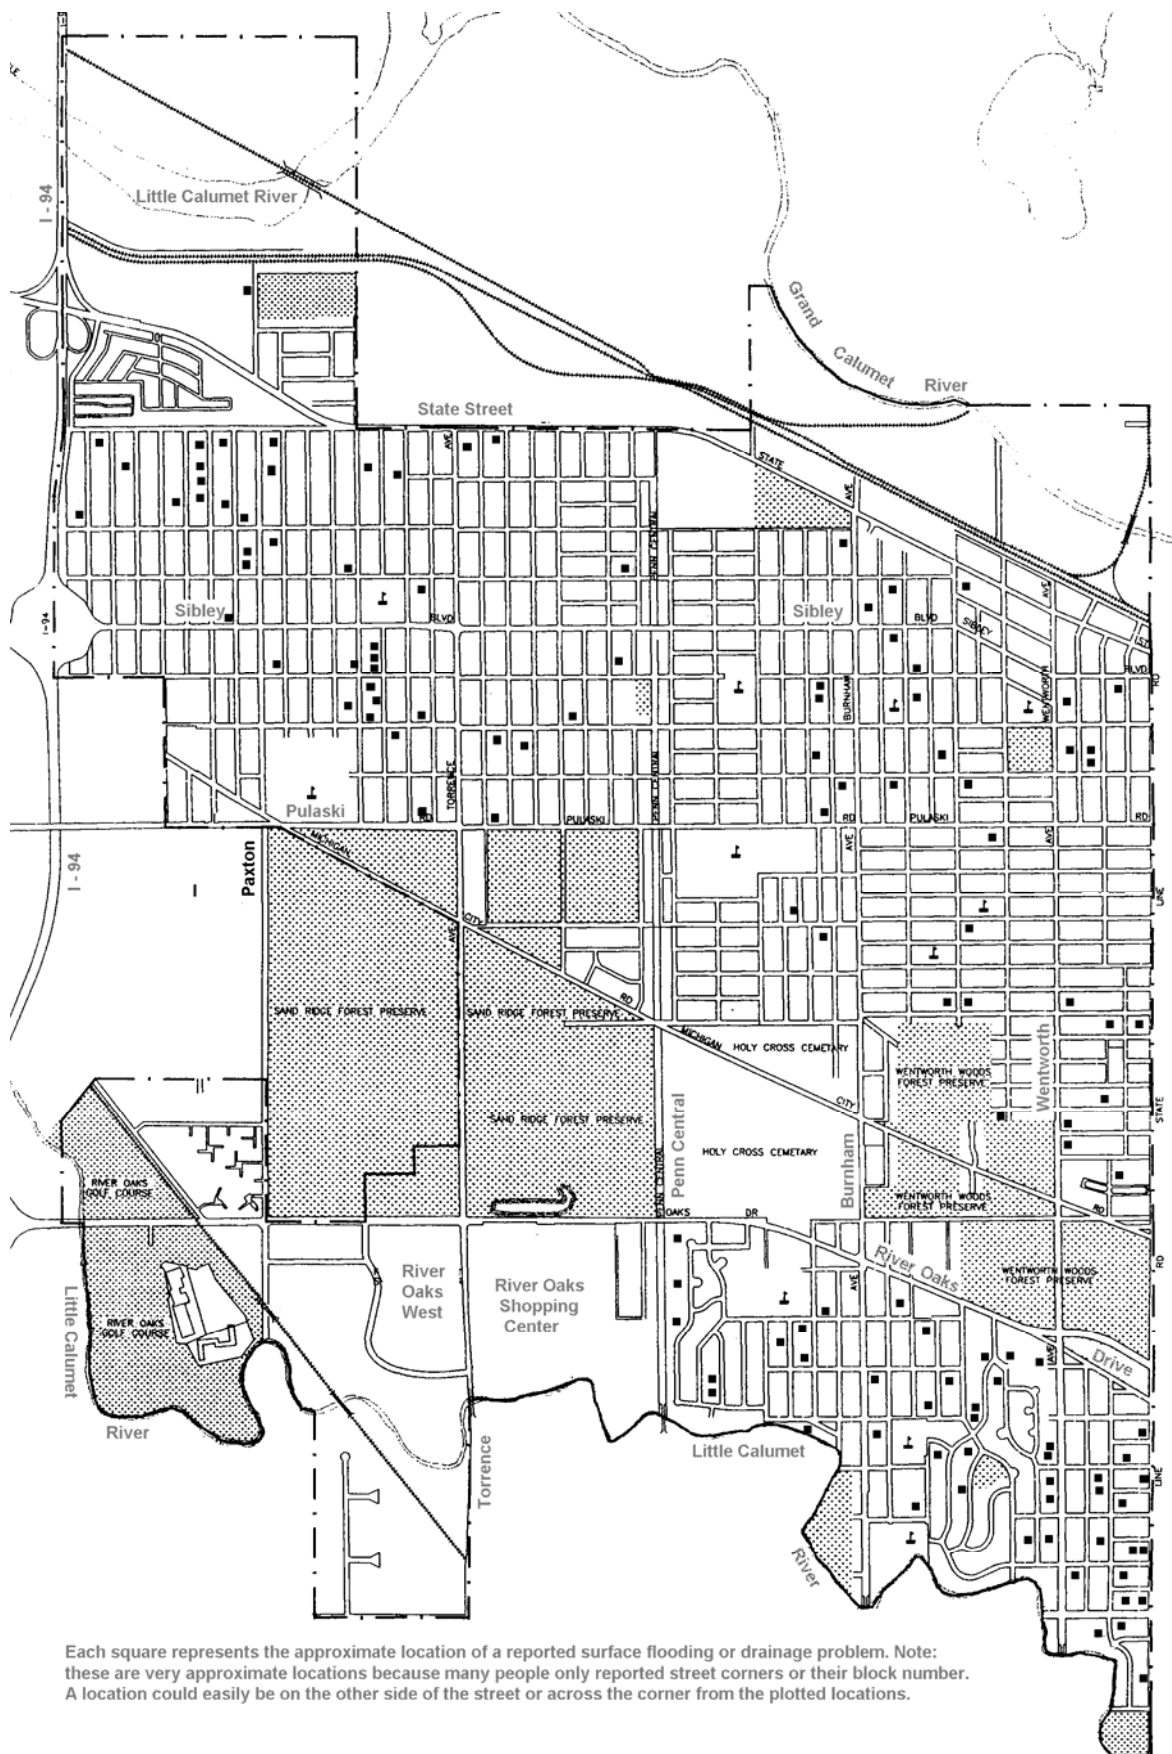 LE
I - 94
Little Calumet River
Grand
Calumet
River
State Street
AVE
STATE
AVE
PENN CENTRAL
I-94
Sibley
BLVD
Sibley
BLVD
SIBLEY
AVE
ST
BLVD
RD
BURNHAM
WENTWORTH
TORRENCE
PENN CENTRAL
Pulaski
RD
PULASKI
RD
PULASKI
RD
I - 94
Paxton
MICHIGAN
CITY
RD
AVE
AVE
AVE
LINE
SAND RIDGE FOREST PRESERVE
SAND RIDGE FOREST PRESERVE
MICHIGAN
HOLY CROSS CEMETARY
CITY
WENTWORTH WOODS
FOREST PRESERVE
Wentworth
STATE
SAND RIDGE FOREST PRESERVE
Penn Central
PENN CENTRAL
HOLY CROSS CEMETARY
Burnham
RIVER OAKS
GOLF COURSE
WENTWORTH WOODS
FOREST PRESERVE
RD
OAKS
DR
River Oaks
RD
WENTWORTH WOODS
FOREST PRESERVE
AVE
River
Oaks
West
River Oaks
Shopping
Center
Little Calumet
RIVER OAKS
GOLF COURSE
AVE
Drive
River
Torrence
Little Calumet
LINE
River
Each square represents the approximate location of a reported surface flooding or drainage problem. Note:
these are very approximate locations because many people only reported street corners or their block number.
A location could easily be on the other side of the street or across the corner from the plotted locations.